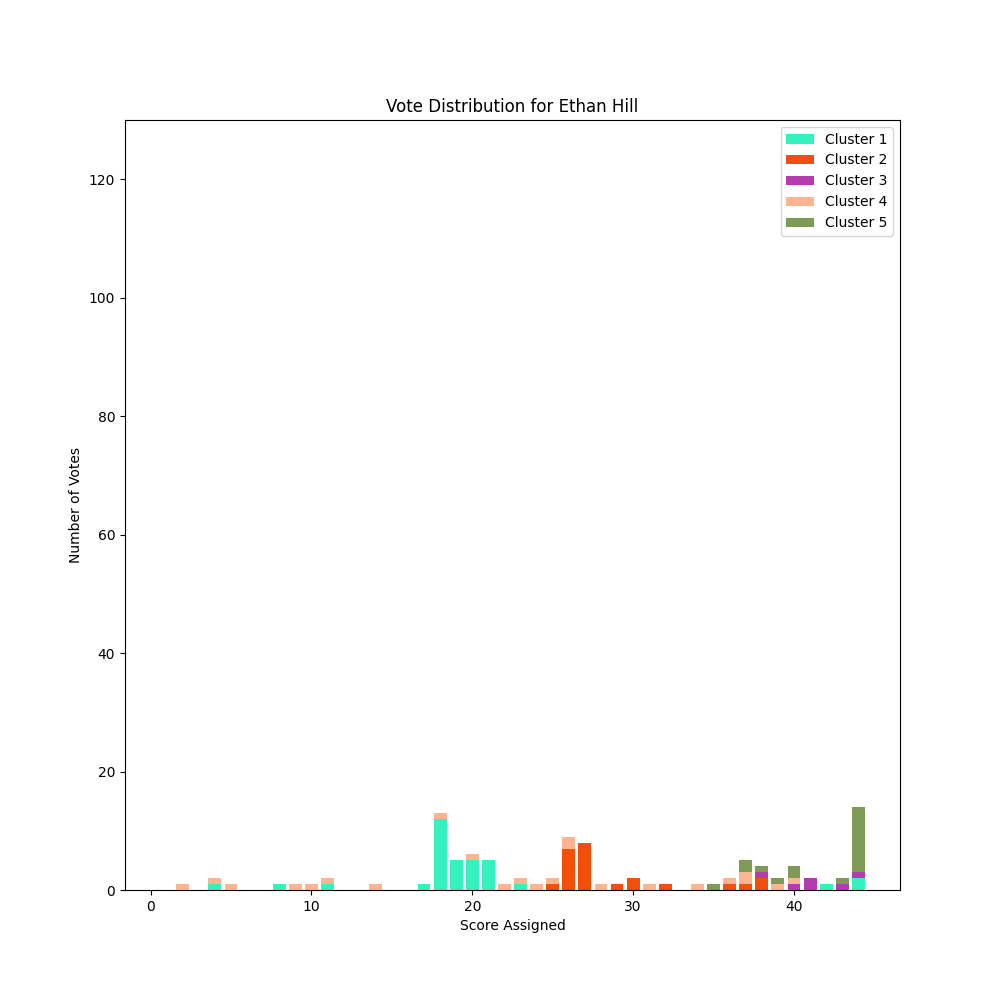 Vote Distribution for Ethan Hill
Cluster 1
Cluster 2
Cluster 3
Cluster 4
Cluster 5
120
100
80
60
40
20
0
Number of Votes
0 10 20 30 40
Score Assigned